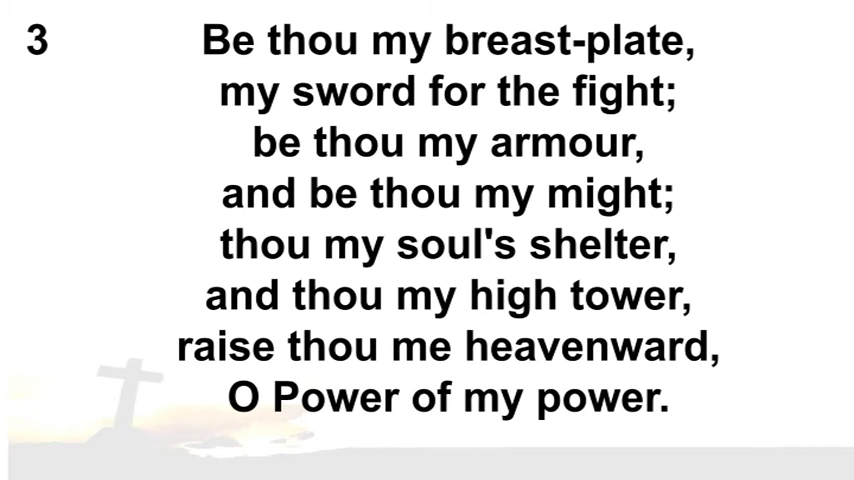 3
Be thou my breast-plate,
my sword for the fight;
be thou my armour,
and be thou my might;
thou my soul's shelter,
and thou my high tower,
raise thou me heavenward,
O Power of my power.